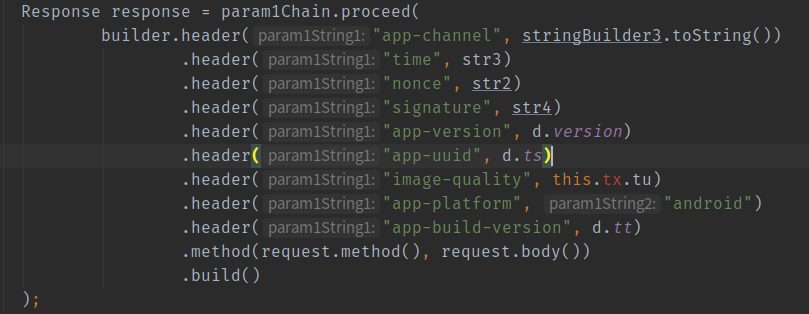 Response response = param1Chain.proceed(
builder.header( param1String1: "app-channel", stringBuilder3.toString())
.header( param1String1: "time", str3)
.header( param1String1: "nonce", str2)
.header( param1String1: "signature", str4)
.header( param1String1: "app-version", d.version)
.header( param1String1: "app-uuid", d.ts)
.header( param1String1: "image-quality", this.tx.tu)
.header( param1String1: "app-platform", param1String2: "android")
.header( param1String1: "app-build-version", d.tt)
.method(request.method(), request.body())
.build()
);